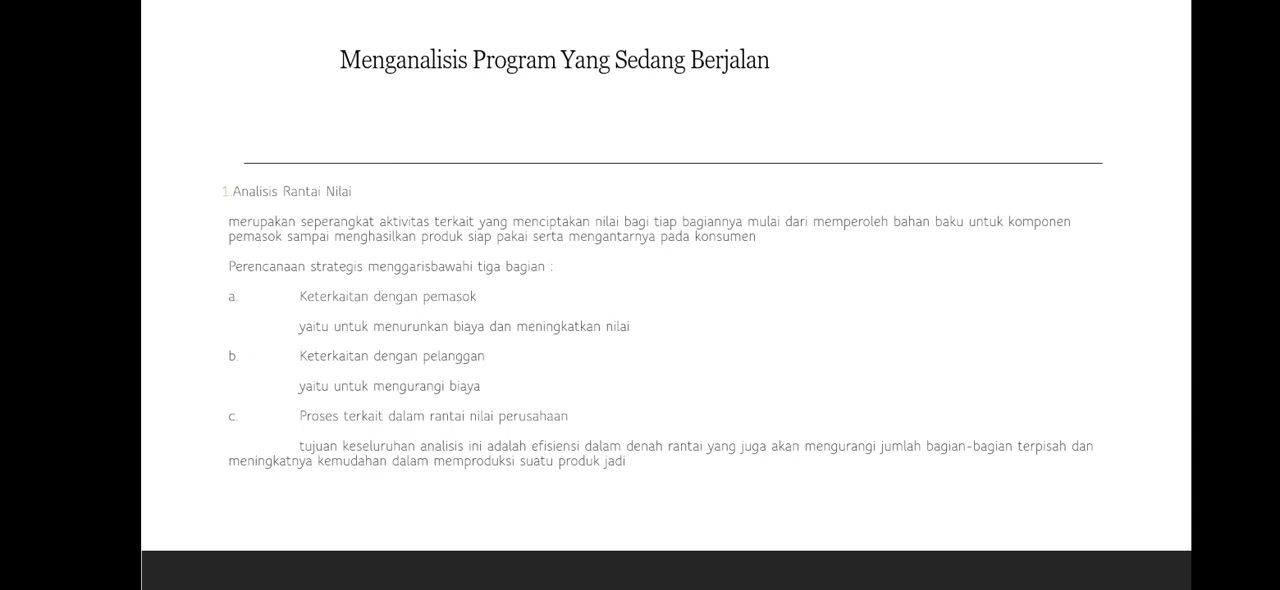 Menganalisis Program Yang Sedang Berjalan
1.Analisis Rantai Nilai
merupakan seperangkat aktivitas terkait yang menciptakan nilai bagi tiap bagiannya mulai dari memperoleh bahan baku untuk komponen
pemasok sampai menghasilkan produk siap pakai serta mengantarnya pada konsumen
Perencanaan strategis menggarisbawahi tiga bagian :
a. Keterkaitan dengan pemasok
yaitu untuk menurunkan biaya dan meningkatkan nilai
b. Keterkaitan dengan pelanggan
yaitu untuk mengurangi biaya
c. Proses terkait dalam rantai nilai perusahaan
tujuan keseluruhan analisis ini adalah efisiensi dalam denah rantai yang juga akan mengurangi jumlah bagian-bagian terpisah dan
meningkatnya kemudahan dalam memproduksi suatu produk jadi